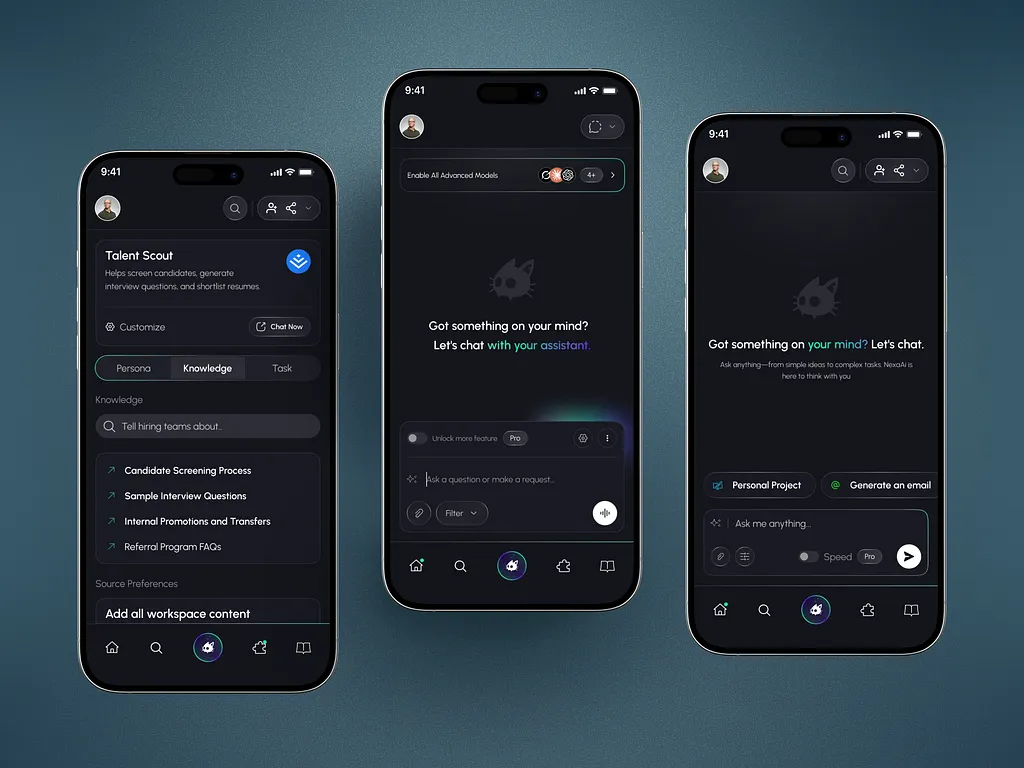 9:41
Talent Scout
Helps screen candidates, generate
interview questions, and shortlist resumes.
Customize
Chat Now
Persona
Knowledge
Task
Knowledge
Tell hiring teams about..
Candidate Screening Process
Sample Interview Questions
Internal Promotions and Transfers
Referral Program FAQs
Source Preferences
Add all workspace content
9:41
Enable All Advanced Models
4+
Got something on your mind?
Let's chat with your assistant.
Unlock more feature
Pro
Ask a question or make a request...
Filter
9:41
Got something on your mind? Let's chat.
Ask anything—from simple ideas to complex tasks. NexaAi is
here to think with you
Personal Project
Generate an email
Ask me anything...
Speed
Pro